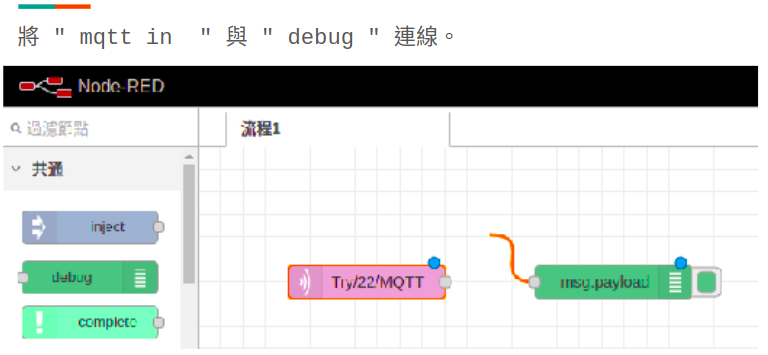 將 " mqtt in  " 與 " debug " 連線。
Node-RED
過濾節點
流程1
共通
inject
Try/22/MQTT
msg.payload
debug
complete